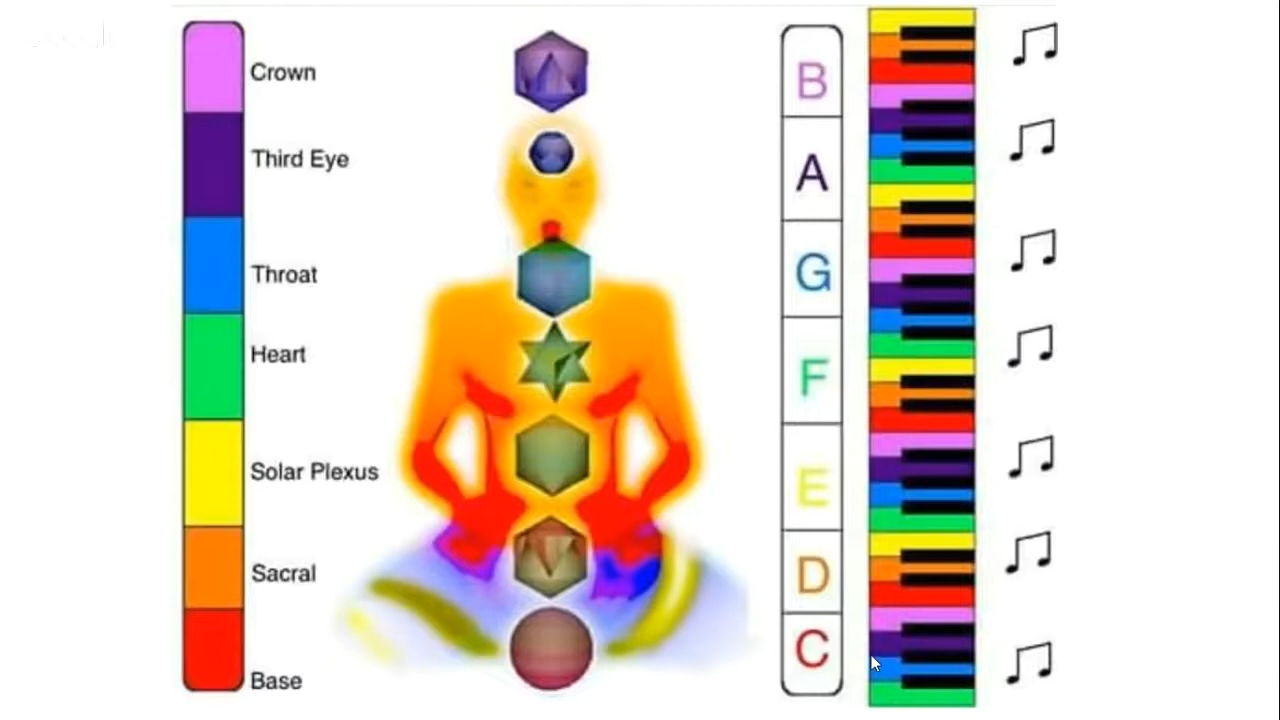 Crown
Third Eye
Throat
Heart
Solar Plexus
Sacral
Base
B
A
G
F
E
D
C